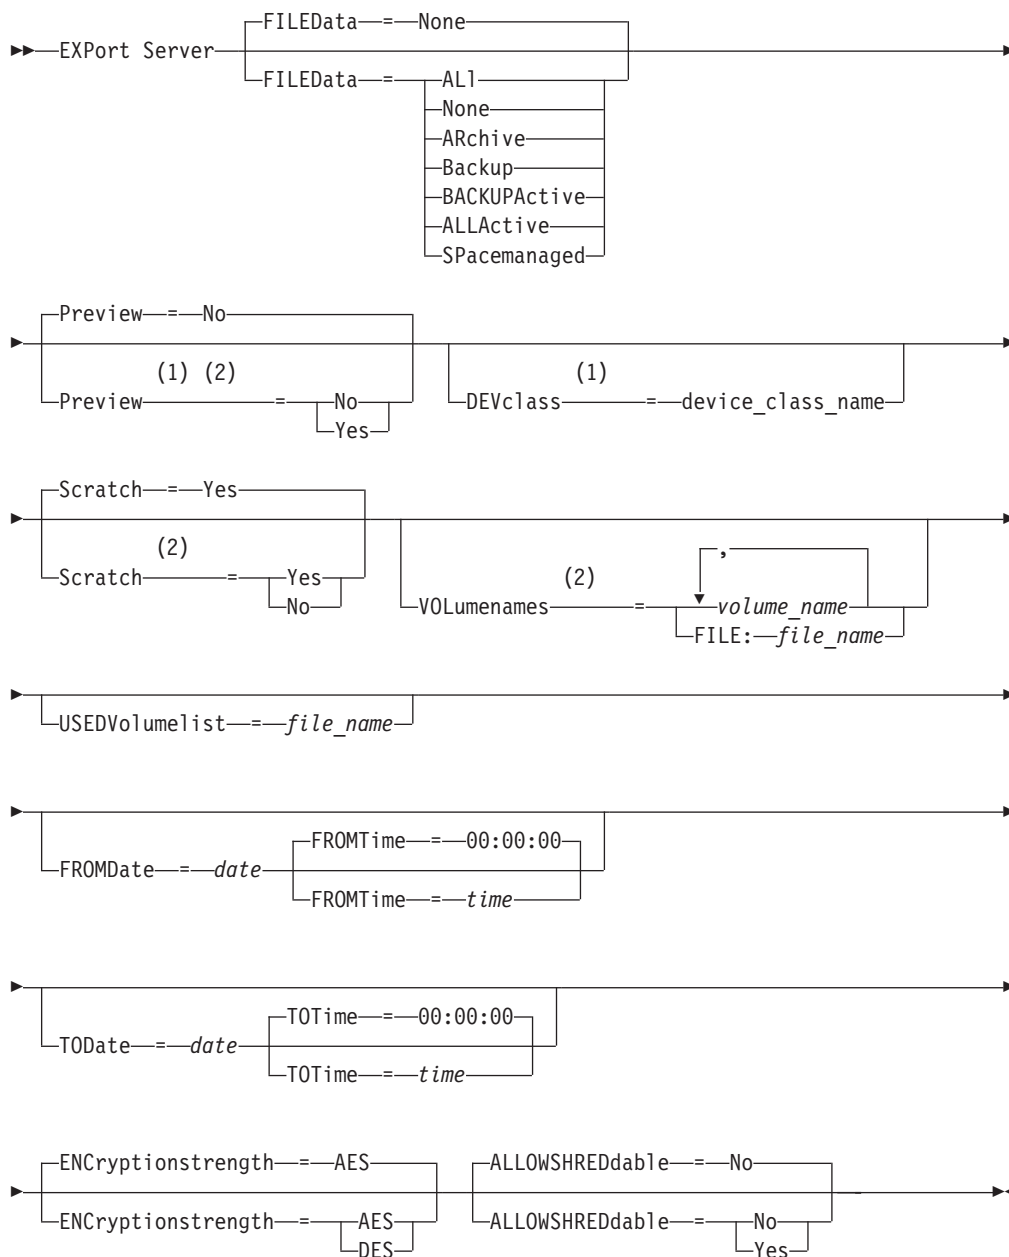 FILEData = None
EXPort Server
FILEData = ALl
None
ARchive
Backup
BACKUPActive
ALLActive
SPacemanaged
Preview = No
(1) (2)
Preview = No
Yes
(1)
DEVclass = device_class_name
Scratch = Yes
(2)
Scratch = Yes
No
,
(2)
VOLumenames = volume_name
FILE: file_name
USEDVolumelist = file_name
FROMTime = 00:00:00
FROMDate = date
FROMTime = time
TOTime = 00:00:00
TODate = date
TOTime = time
ENCryptionstrength = AES
ENCryptionstrength = AES
DES
ALLOWSHREDdable = No
ALLOWSHREDdable = No
Yes